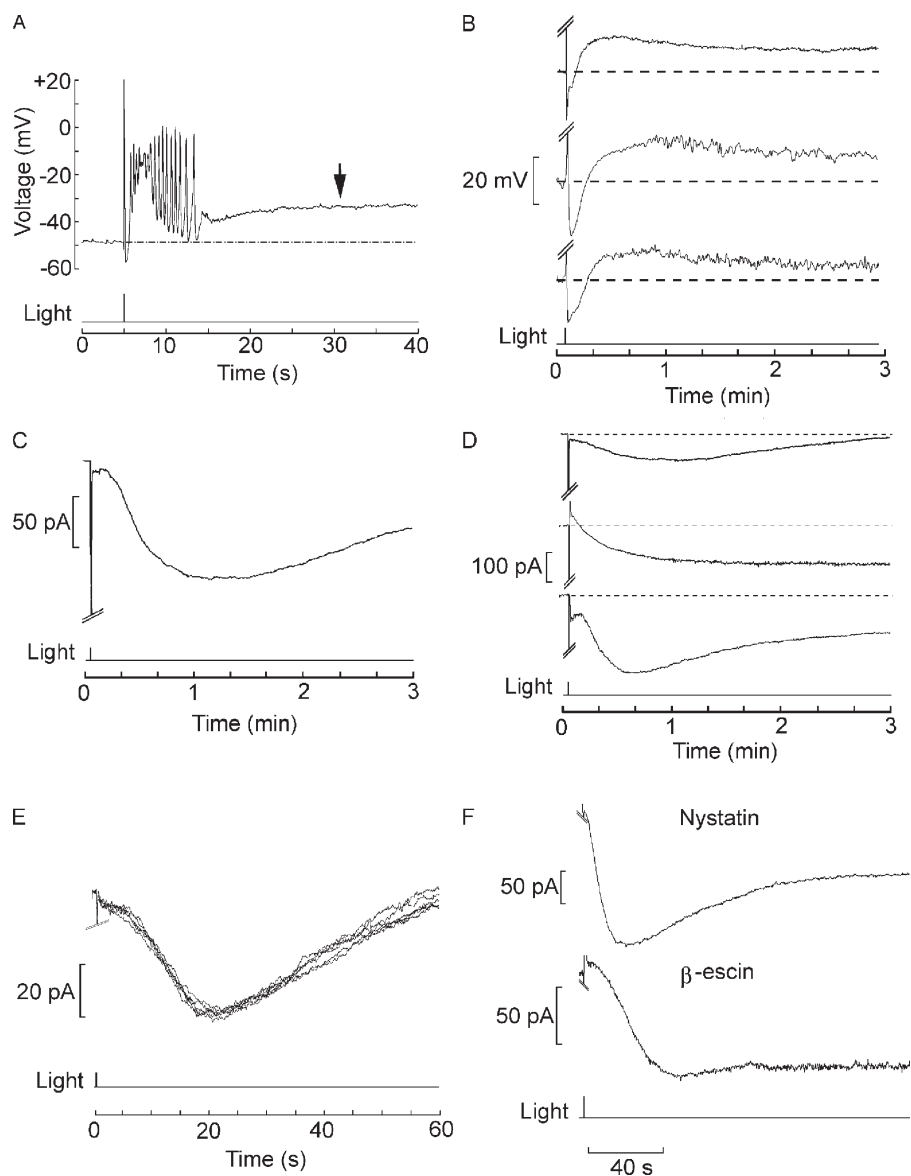 A
+20
0
-20
-40
-60
Voltage (mV)
Light
0 10 20 30 40
Time (s)
B
20 mV
Light
0 1 2 3
Time (min)
C
50 pA
Light
0 1 2 3
Time (min)
D
100 pA
Light
0 1 2 3
Time (min)
E
20 pA
Light
0 20 40 60
Time (s)
F
Nystatin
50 pA
β-escin
50 pA
Light
40 s